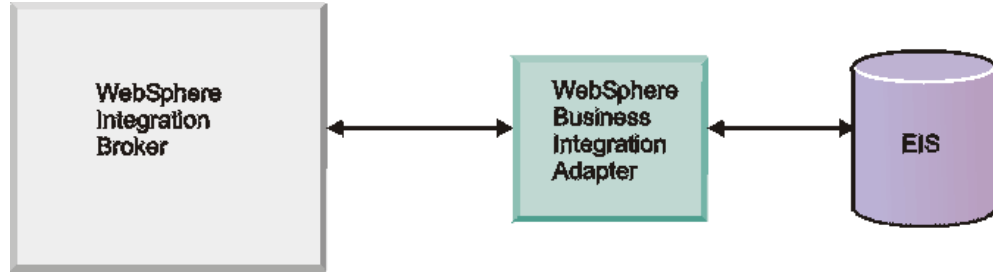 WebSphere
Integration
Broker
WebSphere
Business
Integration
Adapter
EIS